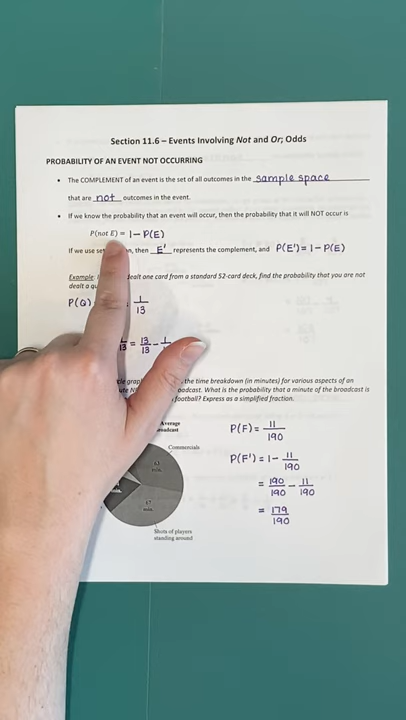 Section 11.6 – Events Involving Not and Or; Odds
PROBABILITY OF AN EVENT NOT OCCURRING
• The COMPLEMENT of an event is the set of all outcomes in the sample space
that are not outcomes in the event.
• If we know the probability that an event will occur, then the probability that it will NOT occur is
P(not E) = 1 – P(E)
If we use set, then E' represents the complement, and P(E') = 1 – P(E)
Example: dealt one card from a standard 52-card deck, find the probability that you are not
dealt a
P(Q) 1/13
= 13/13 –
the time breakdown (in minutes) for various aspects of an
What is the probability that a minute of the broadcast is
football? Express as a simplified fraction.
Average
Commercials
63
min.
67
min.
Shots of players
standing around
P(F) = 11/190
P(F') = 1 – 11/190
= 190/190 – 11/190
= 179/190